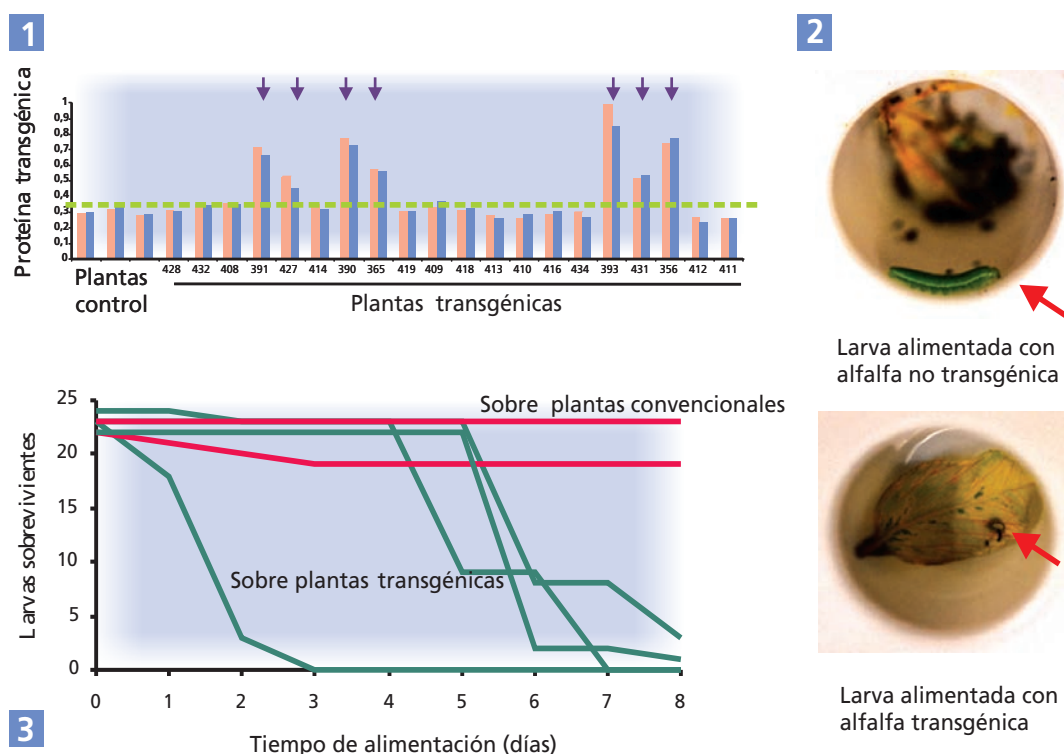 1
Proteína transgénica
1
0,9
0,8
0,7
0,6
0,5
0,4
0,3
0,2
0,1
0
428 432 408 391 427 414 390 365 419 409 418 413 410 416 434 393 431 356 412 411
Plantas
control
Plantas transgénicas
2
Larva alimentada con
alfalfa no transgénica
Larva alimentada con
alfalfa transgénica
Larvas sobrevivientes
25
20
15
10
5
0
Sobre plantas convencionales
Sobre plantas transgénicas
0 1 2 3 4 5 6 7 8
Tiempo de alimentación (días)
3